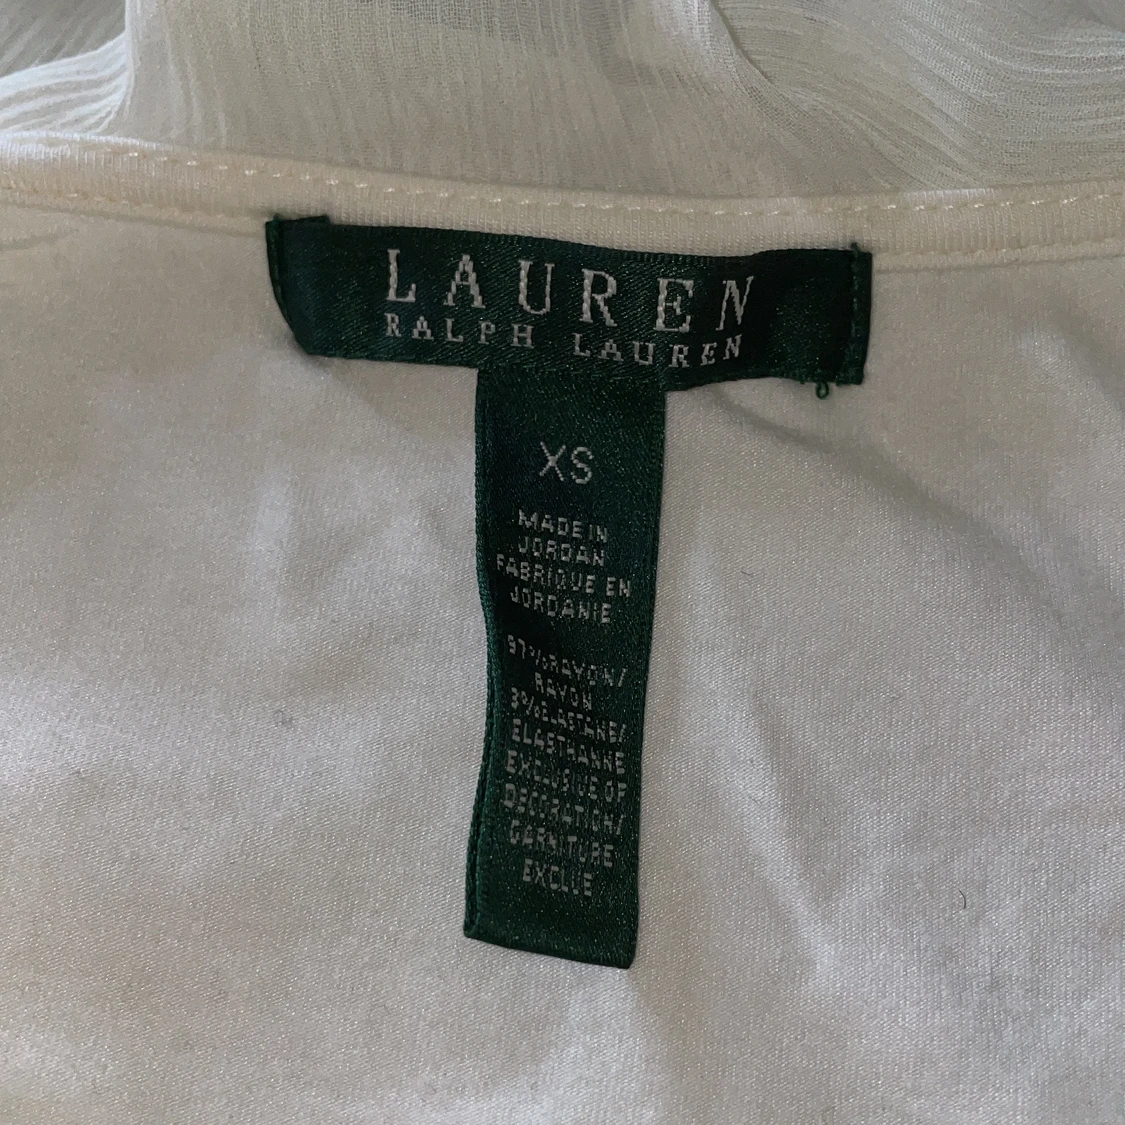 LAUREN
RALPH LAUREN
XS
MADE IN
JORDAN
FABRIQUE EN
JORDANIE
97%RAYON/
RAYON
3%ELASTANE/
ELASTHANNE
EXCLUSIVE OF
DECORATION/
GARNITURE
EXCLUE